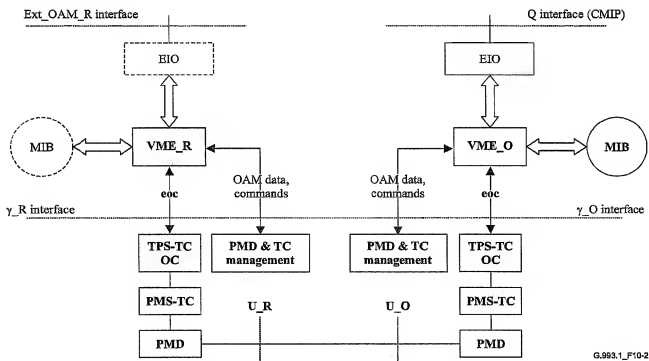 Ext_OAM_R interface
Q interface (CMIP)
EIO
EIO
MIB
VME_R
VME_O
MIB
eoc
OAM data,
commands
OAM data,
commands
eoc
γ_R interface
γ_O interface
TPS-TC
OC
PMD & TC
management
PMD & TC
management
TPS-TC
OC
PMS-TC
U_R
U_O
PMS-TC
PMD
PMD
G.993.1_F10-2